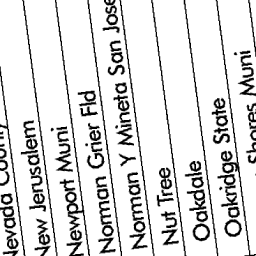 Nevada County
New Jerusalem
Newport Muni
Norman Grier Fld
Norman Y Mineta San Jose
Nut Tree
Oakdale
Oakridge State
Shores Muni